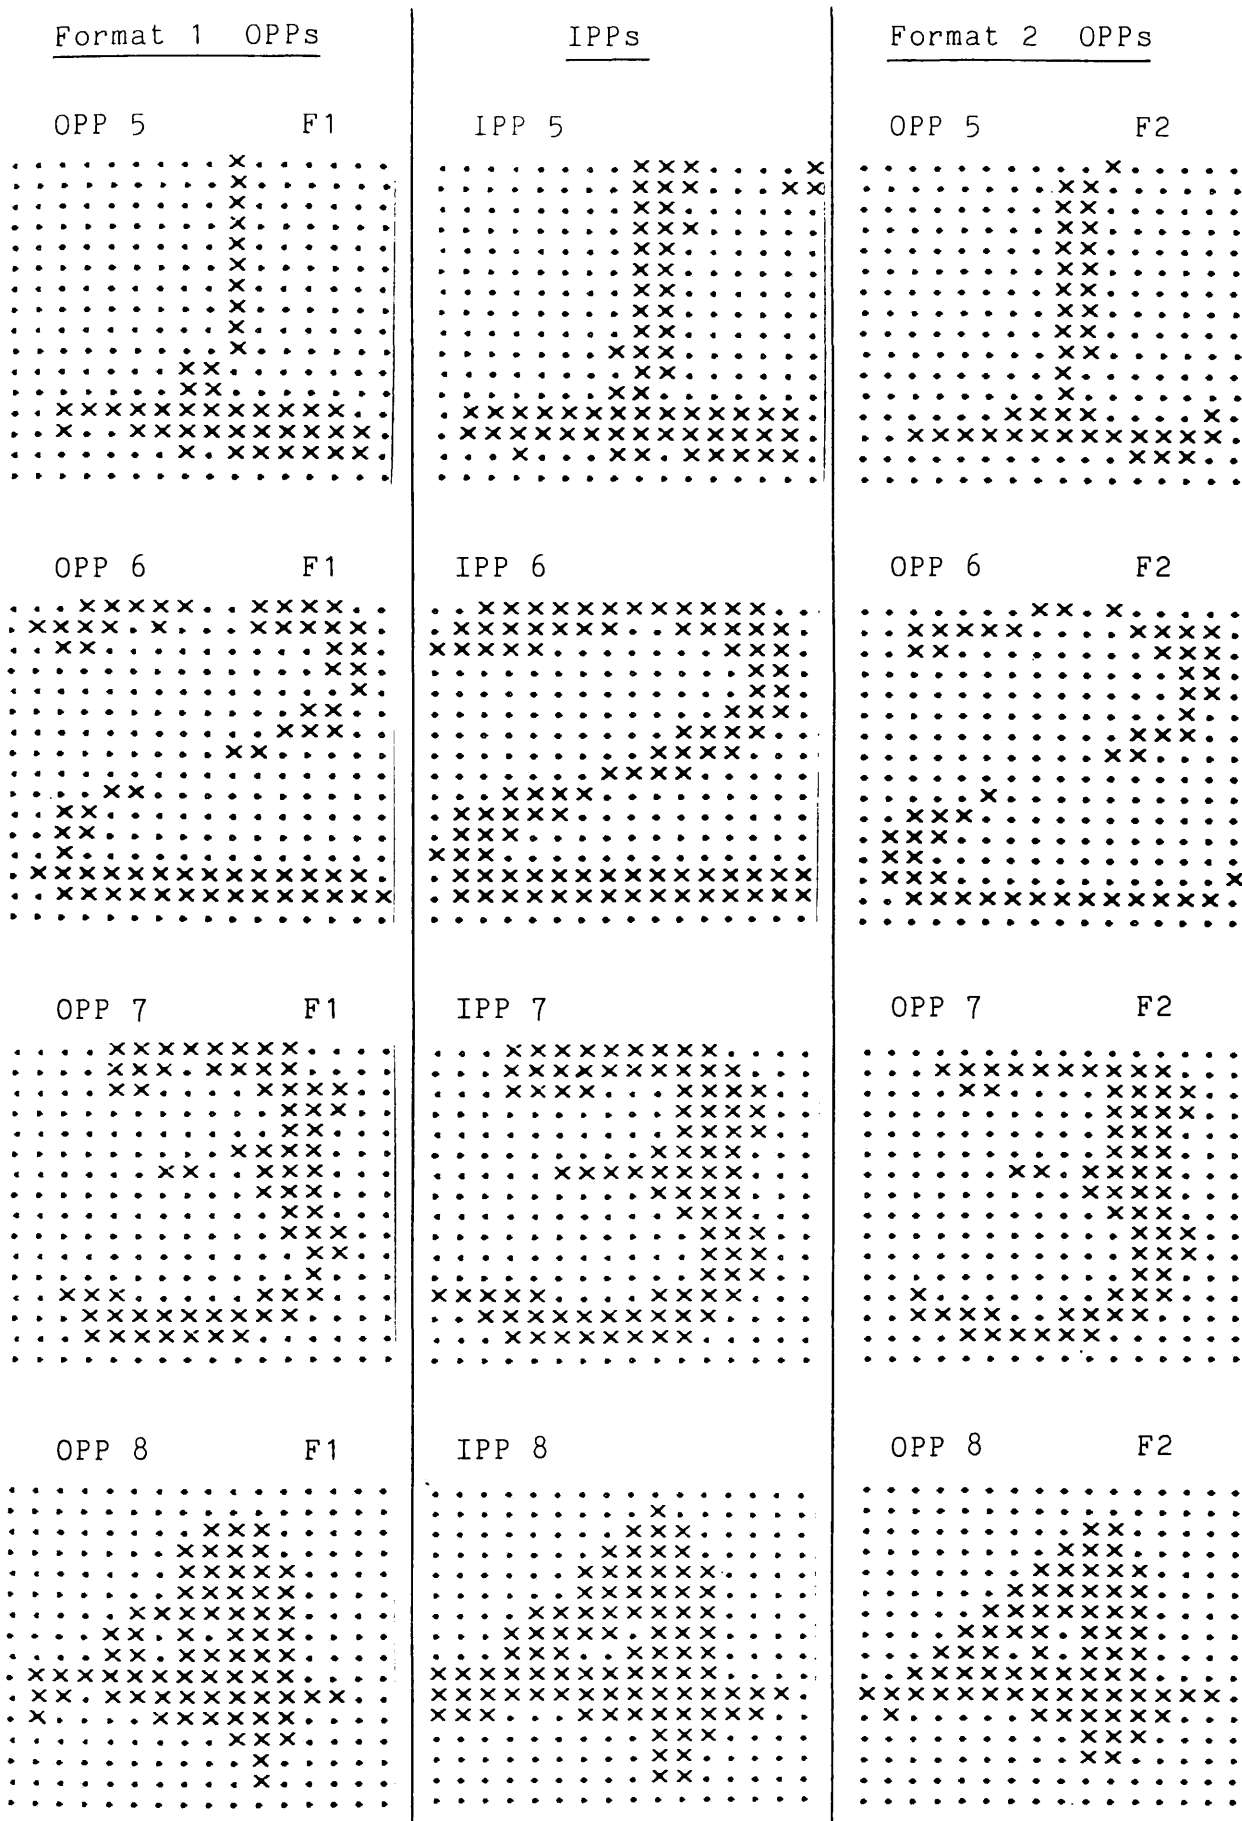 Format 1 OPPs IPPs Format 2 OPPs
OPP 5 F1 IPP 5 OPP 5 F2
OPP 6 F1 IPP 6 OPP 6 F2
OPP 7 F1 IPP 7 OPP 7 F2
OPP 8 F1 IPP 8 OPP 8 F2